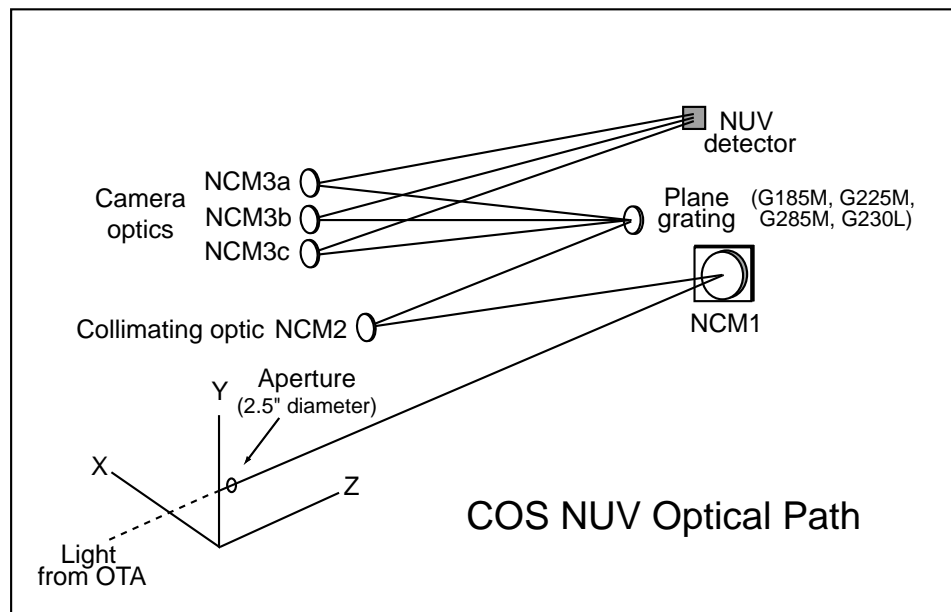 NUV
detector
NCM3a
Camera
optics
NCM3b
NCM3c
Plane
grating
(G185M, G225M,
G285M, G230L)
NCM1
Collimating optic NCM2
Aperture
(2.5" diameter)
Y
X
Z
Light
from OTA
COS NUV Optical Path